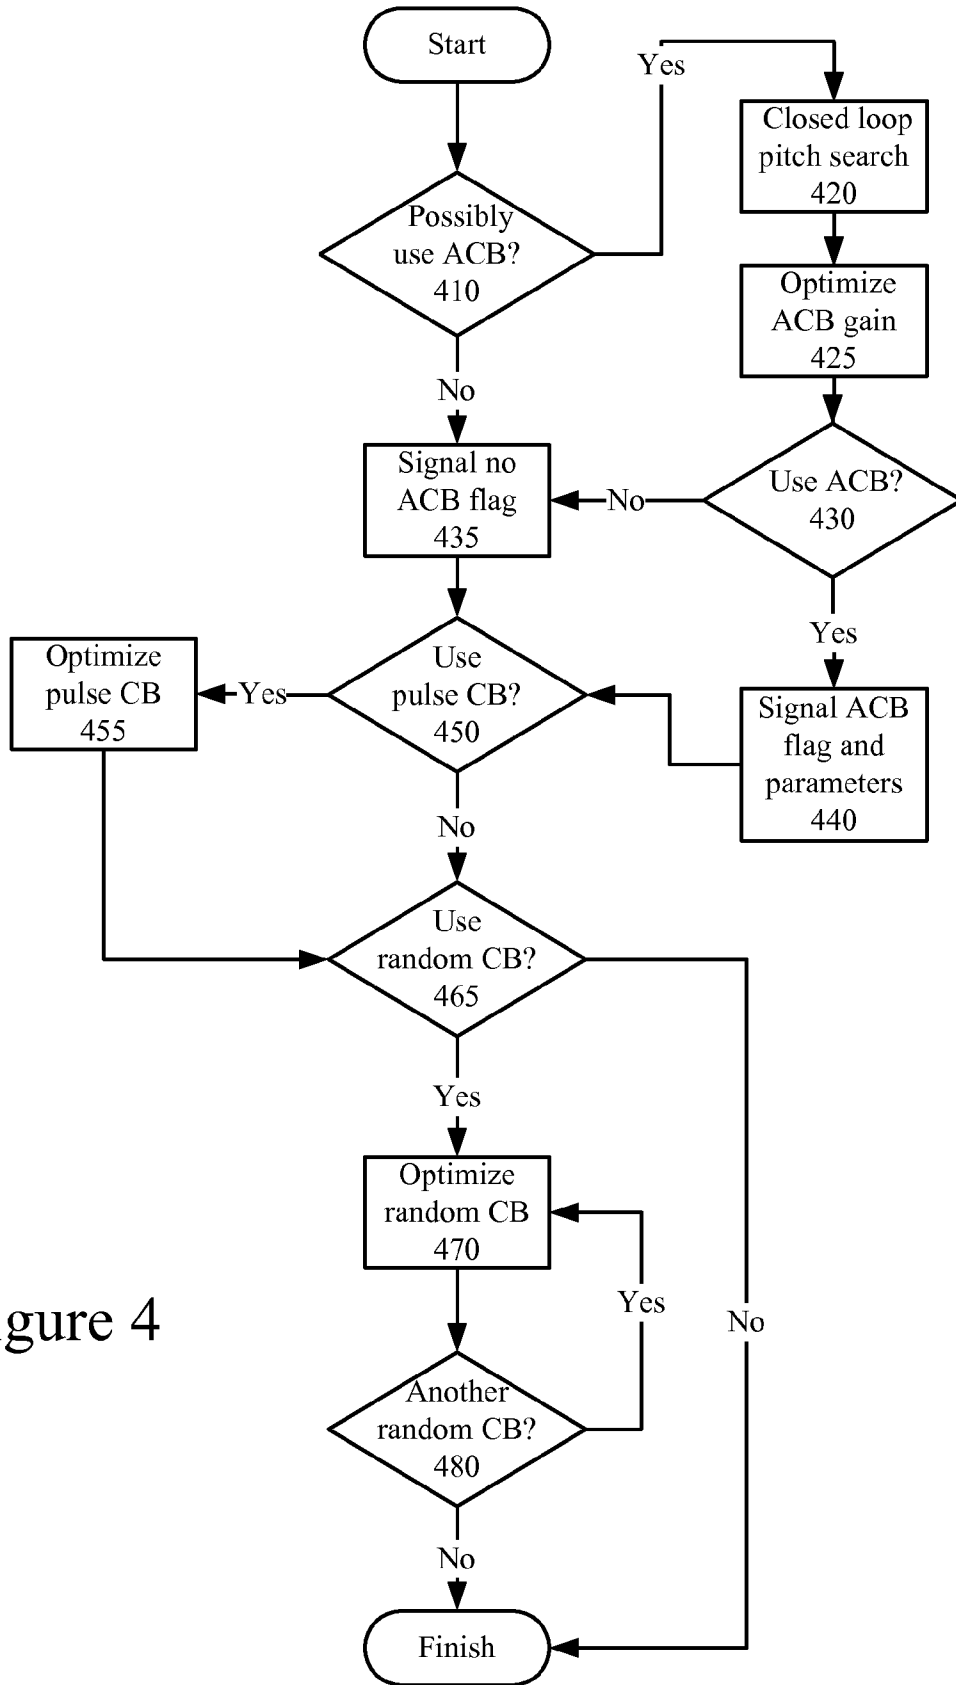 Start
Yes
Closed loop
pitch search
420
Possibly
use ACB?
410
Optimize
ACB gain
425
No
Signal no
ACB flag
435
No
Use ACB?
430
Yes
Optimize
pulse CB
455
Yes
Use
pulse CB?
450
Signal ACB
flag and
parameters
440
No
Use
random CB?
465
Yes
Optimize
random CB
470
Yes
No
gure 4
Another
random CB?
480
No
Finish